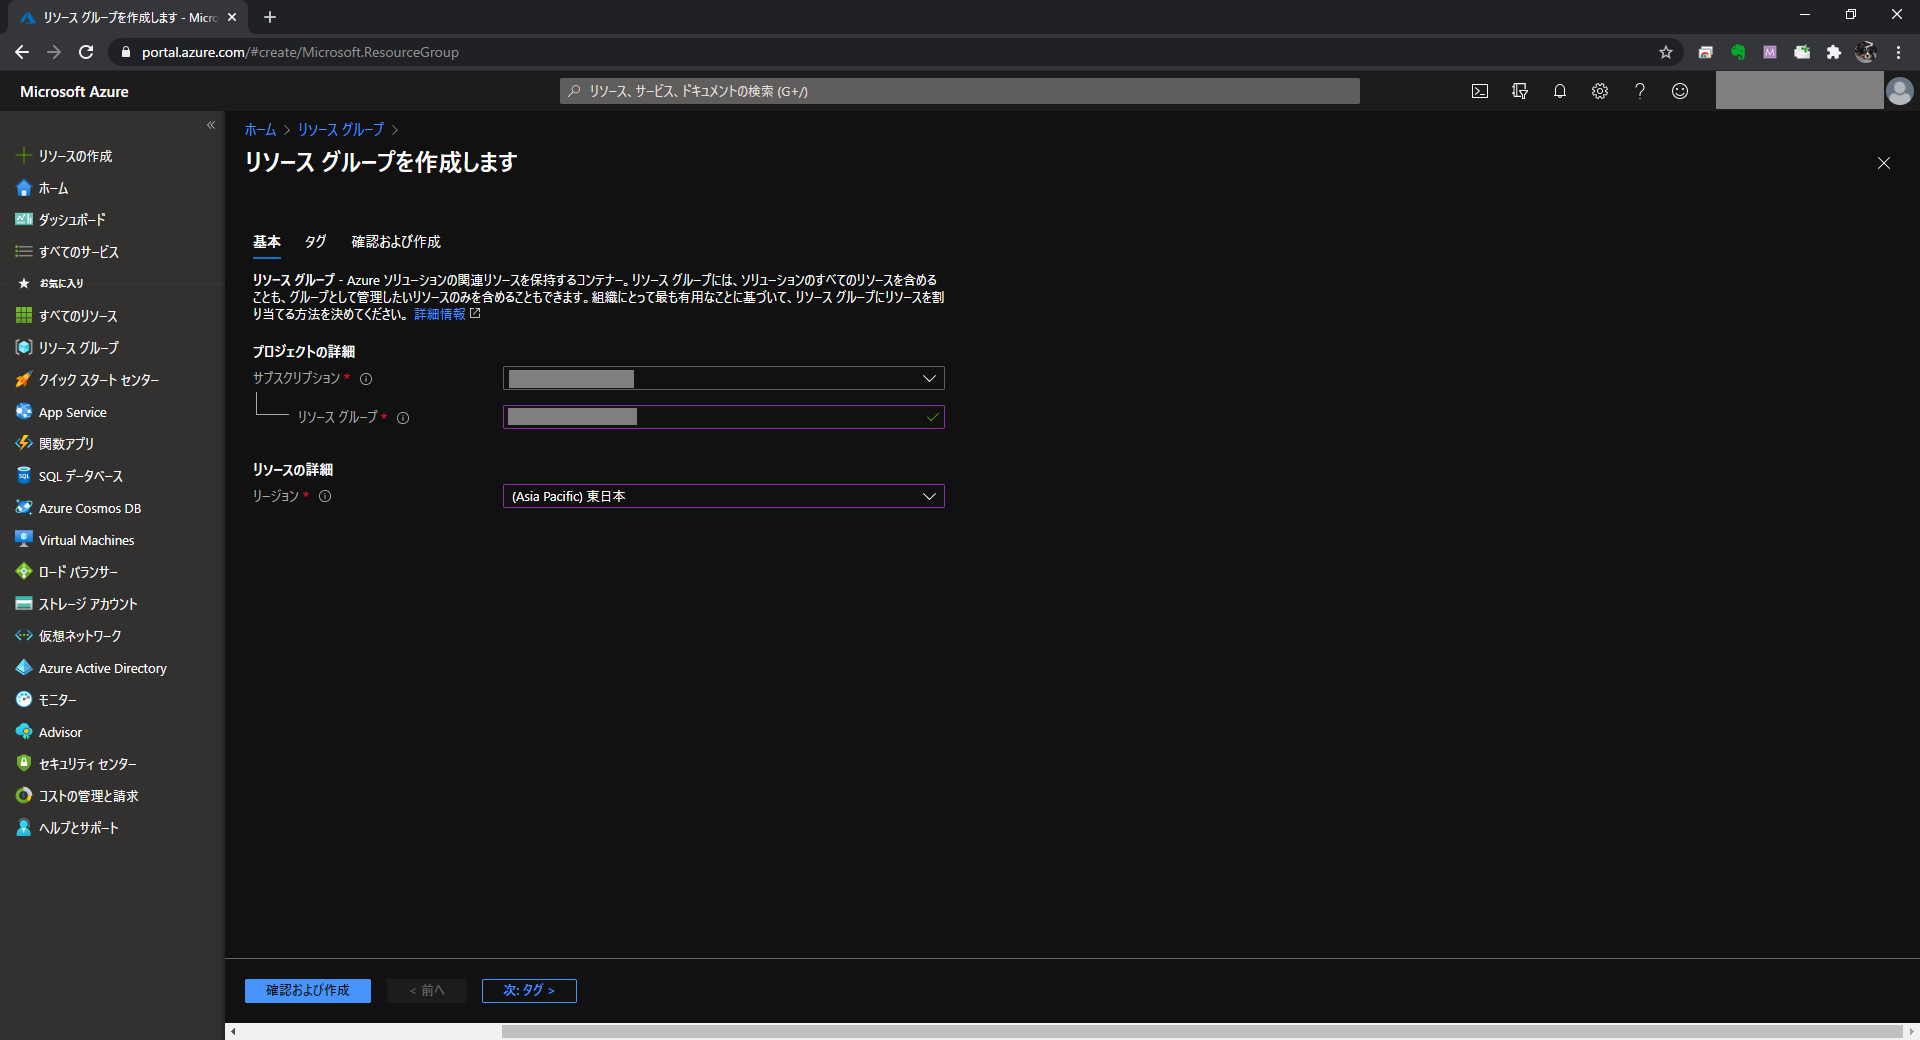 リソース グループを作成します - Micro
portal.azure.com/#create/Microsoft.ResourceGroup
Microsoft Azure
リソース、サービス、ドキュメントの検索 (G+/)
ホーム > リソース グループ >
リソース グループを作成します
リソースの作成
ホーム
ダッシュボード
すべてのサービス
お気に入り
すべてのリソース
リソース グループ
クイック スタート センター
App Service
関数アプリ
SQL データベース
Azure Cosmos DB
Virtual Machines
ロード バランサー
ストレージ アカウント
仮想ネットワーク
Azure Active Directory
モニター
Advisor
セキュリティ センター
コストの管理と請求
ヘルプとサポート
基本 タグ 確認および作成
リソース グループ - Azure ソリューションの関連リソースを保持するコンテナー。リソース グループには、ソリューションのすべてのリソースを含める
ことも、グループとして管理したいリソースのみを含めることもできます。組織にとって最も有用なことに基づいて、リソース グループにリソースを割
り当てる方法を決めてください。 詳細情報
プロジェクトの詳細
サブスクリプション *
リソース グループ *
リソースの詳細
リージョン *
(Asia Pacific) 東日本
確認および作成
< 前へ
次: タグ >